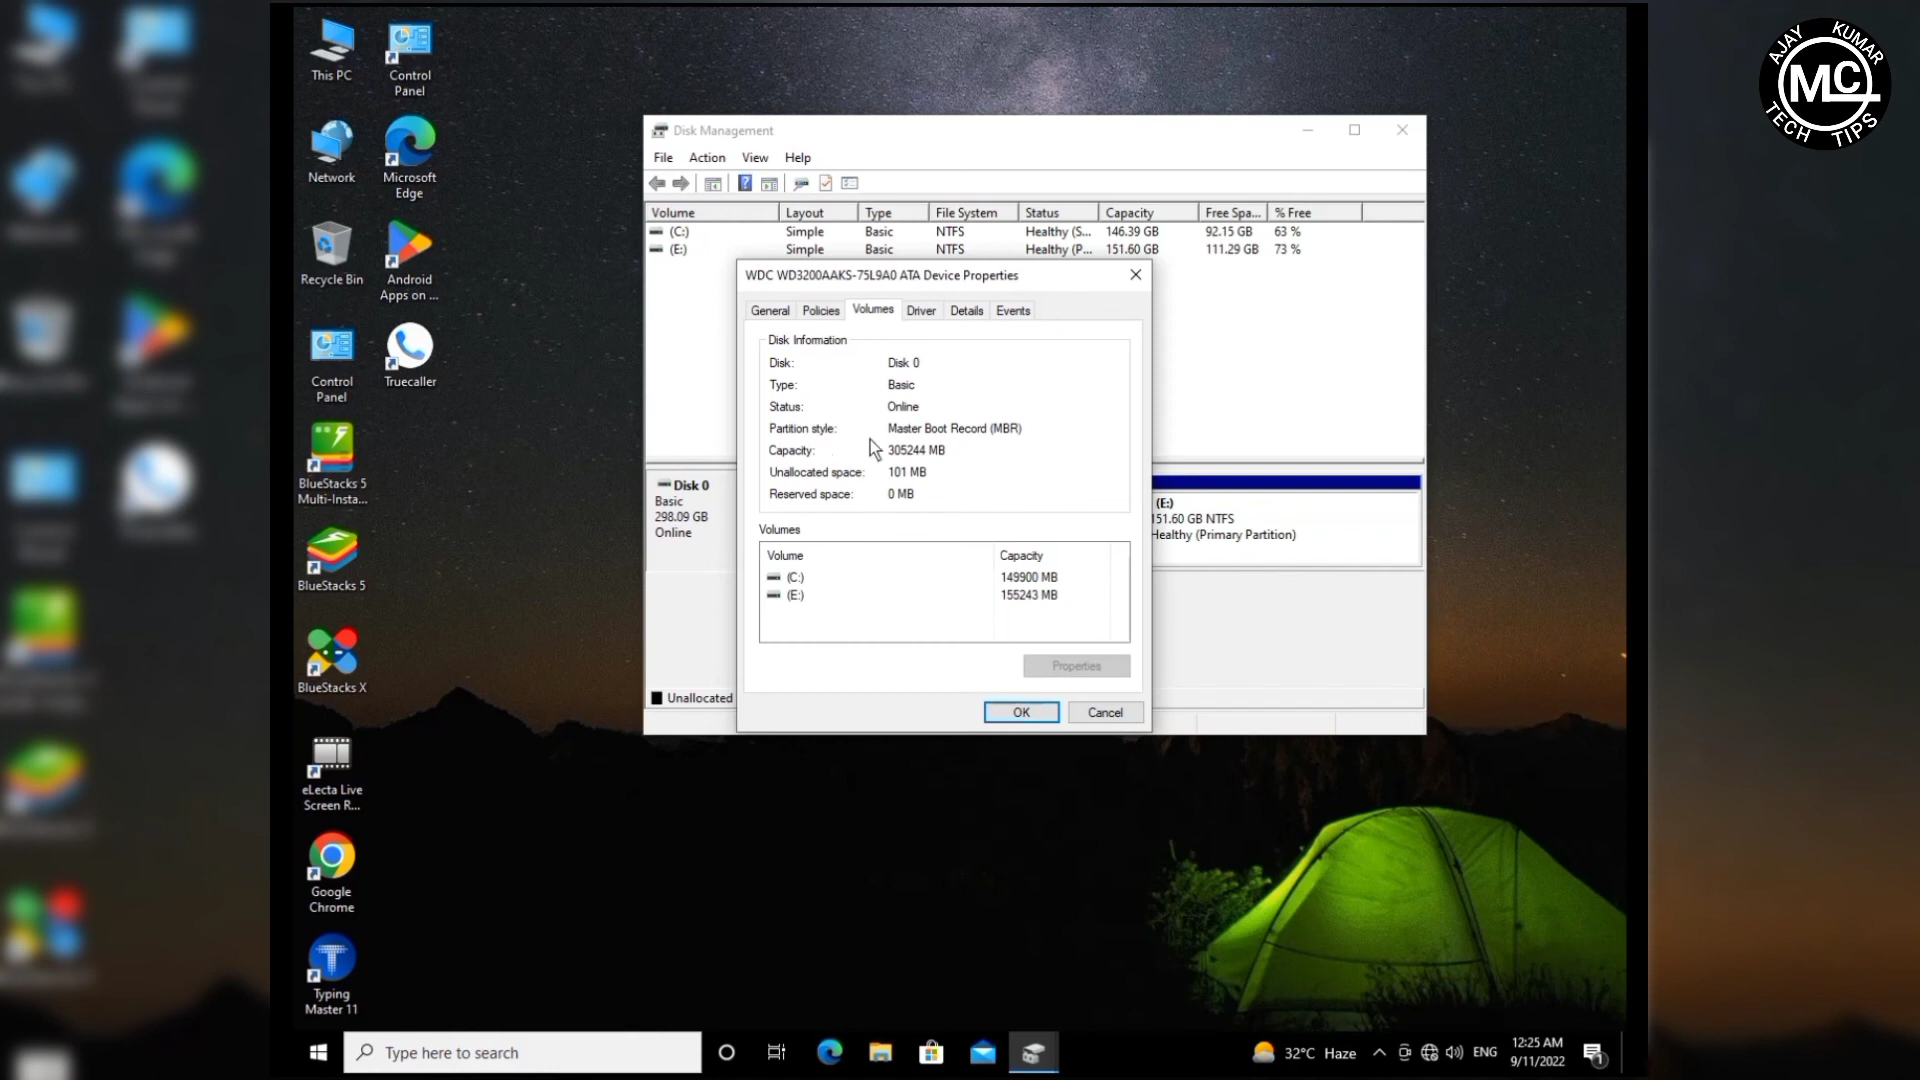 This PC
Control
Panel
Network
Microsoft
Edge
Recycle Bin
Android
Apps on ...
Control
Panel
Truecaller
BlueStacks 5
Multi-Insta...
BlueStacks 5
BlueStacks X
eLecta Live
Screen R...
Google
Chrome
Typing
Master 11
Disk Management
File Action View Help
Volume Layout Type File System Status Capacity Free Spa... % Free
(C:) Simple Basic NTFS Healthy (S... 146.39 GB 92.15 GB 63 %
(E:) Simple Basic NTFS Healthy (P... 151.60 GB 111.29 GB 73 %
WDC WD3200AAKS-75L9A0 ATA Device Properties
General Policies Volumes Driver Details Events
Disk Information
Disk: Disk 0
Type: Basic
Status: Online
Partition style: Master Boot Record (MBR)
Capacity: 305244 MB
Unallocated space: 101 MB
Reserved space: 0 MB
Volumes
Volume Capacity
(C:) 149900 MB
(E:) 155243 MB
Properties
OK Cancel
Disk 0
Basic
298.09 GB
Online
(E:)
151.60 GB NTFS
Healthy (Primary Partition)
Unallocated
Type here to search
32°C Haze
ENG
12:25 AM
9/11/2022
1
AJAY KUMAR
MC
TECH TIPS